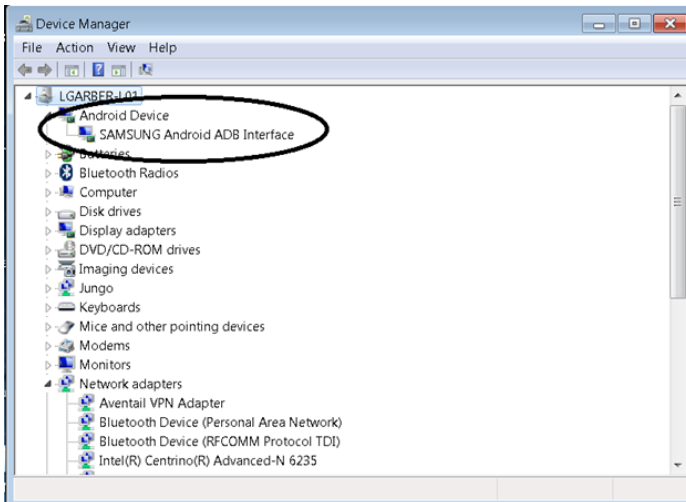 Device Manager
File Action View Help
LGARBER-L01
Android Device
SAMSUNG Android ADB Interface
Batteries
Bluetooth Radios
Computer
Disk drives
Display adapters
DVD/CD-ROM drives
Imaging devices
Jungo
Keyboards
Mice and other pointing devices
Modems
Monitors
Network adapters
Aventail VPN Adapter
Bluetooth Device (Personal Area Network)
Bluetooth Device (RFCOMM Protocol TDI)
Intel(R) Centrino(R) Advanced-N 6235